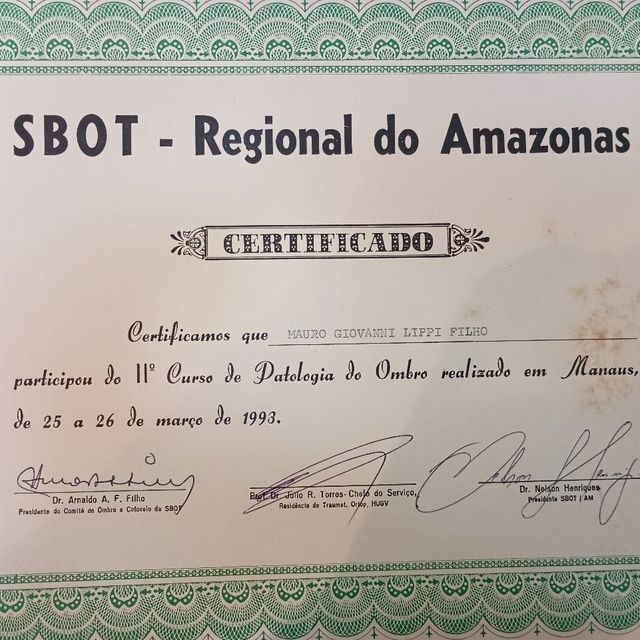 SBOT - Regional do Amazonas
CERTIFICADO
Certificamos que MAURO GIOVANNI LIPPI FILHO
participou do IIº Curso de Patologia do Ombro realizado em Manaus,
de 25 a 26 de março de 1993.
Dr. Arnaldo A. F. Filho
Presidente do Comitê de Ombro e Cotovelo da SBOT
Prof. Dr. Julio R. Torres - Chefe do Serviço,
Residência de Traumat. Ortop. HUGV
Dr. Nelson Henriques
Presidente SBOT / AM